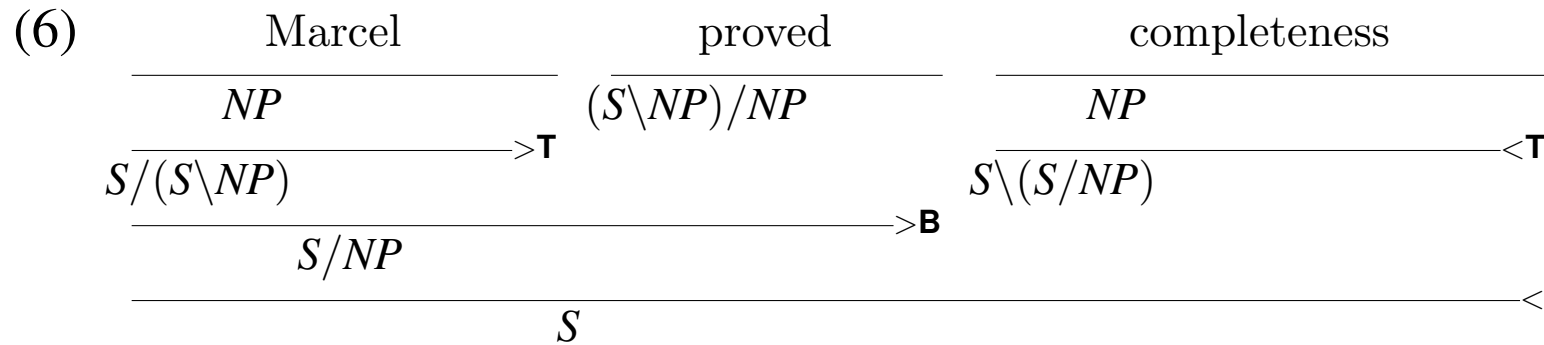 (6) Marcel proved completeness
NP (S\NP)/NP NP
>T <T
S/(S\NP) S\(S/NP)
>B
S/NP
<
S